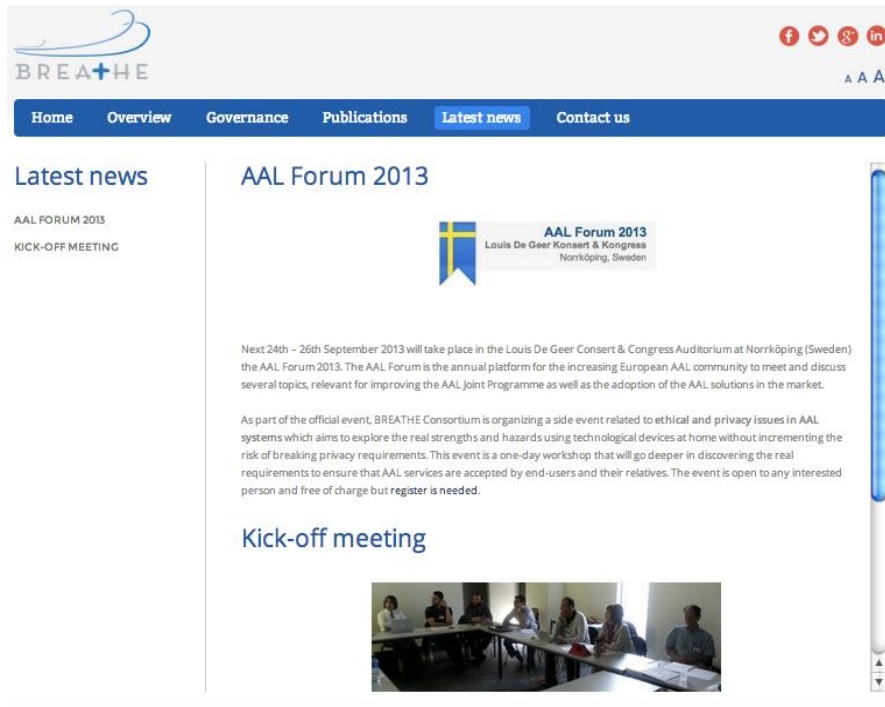 BREATHE
A A A
Home Overview Governance Publications Latest news Contact us
Latest news
AAL FORUM 2013
KICK-OFF MEETING
AAL Forum 2013
AAL Forum 2013
Louis De Geer Konsert & Kongress
Norrköping, Sweden
Next 24th – 26th September 2013 will take place in the Louis De Geer Consert & Congress Auditorium at Norrköping (Sweden)
the AAL Forum 2013. The AAL Forum is the annual platform for the increasing European AAL community to meet and discuss
several topics, relevant for improving the AAL Joint Programme as well as the adoption of the AAL solutions in the market.
As part of the official event, BREATHE Consortium is organizing a side event related to ethical and privacy issues in AAL
systems which aims to explore the real strengths and hazards using technological devices at home without incrementing the
risk of breaking privacy requirements. This event is a one-day workshop that will go deeper in discovering the real
requirements to ensure that AAL services are accepted by end-users and their relatives. The event is open to any interested
person and free of charge but register is needed.
Kick-off meeting